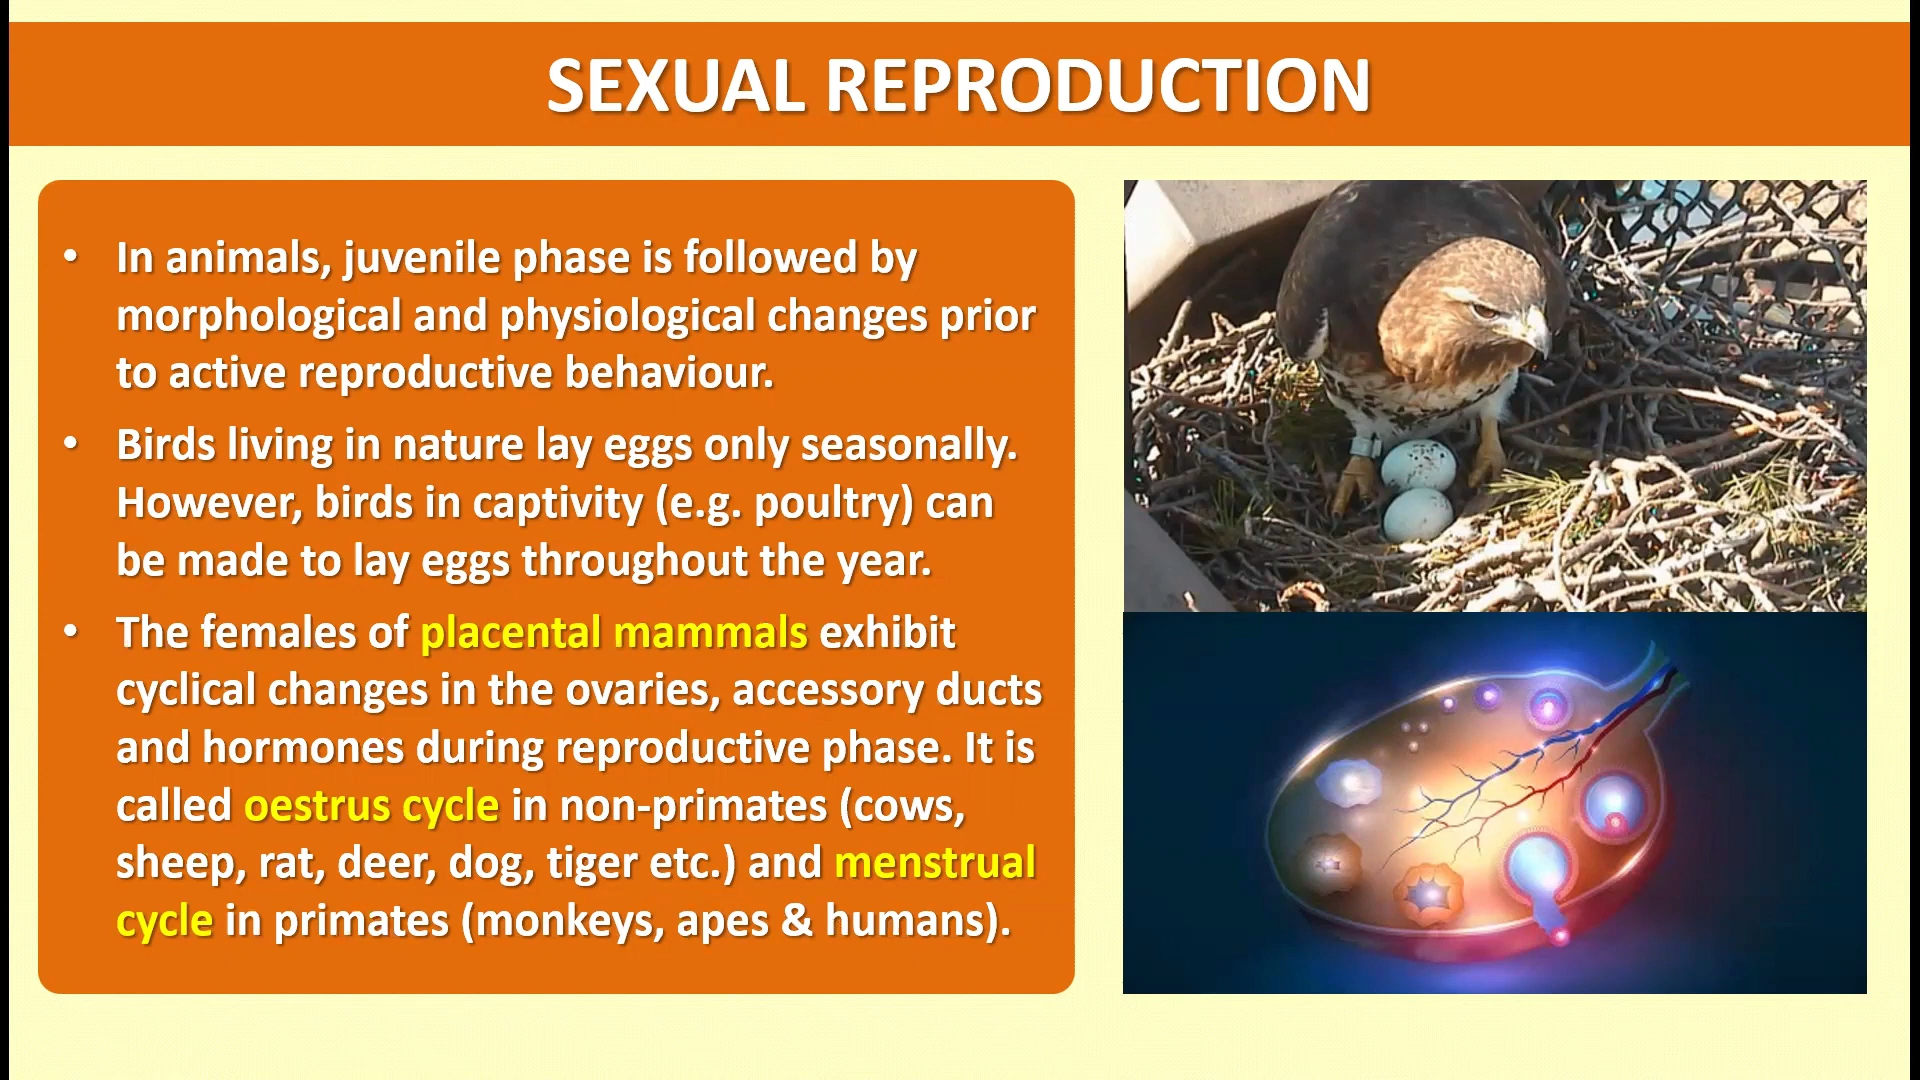 SEXUAL REPRODUCTION
• In animals, juvenile phase is followed by
morphological and physiological changes prior
to active reproductive behaviour.
• Birds living in nature lay eggs only seasonally.
However, birds in captivity (e.g. poultry) can
be made to lay eggs throughout the year.
• The females of placental mammals exhibit
cyclical changes in the ovaries, accessory ducts
and hormones during reproductive phase. It is
called oestrus cycle in non-primates (cows,
sheep, rat, deer, dog, tiger etc.) and menstrual
cycle in primates (monkeys, apes & humans).